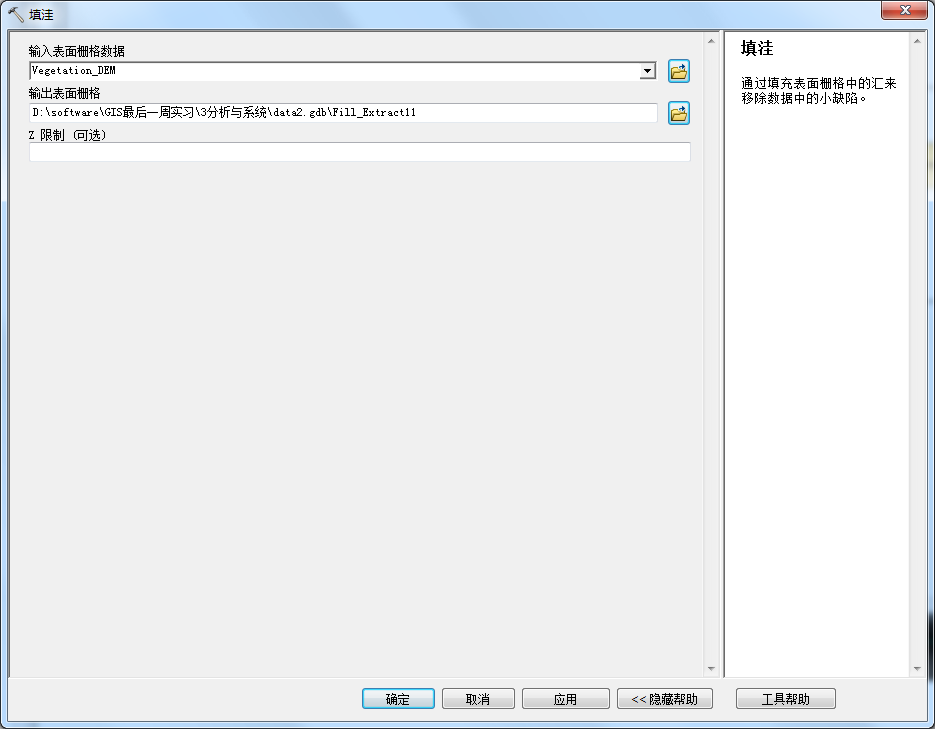 填洼
输入表面栅格数据
Vegetation_DEM
输出表面栅格
D:\software\GIS最后一周实习\3分析与系统\data2.gdb\Fill_Extract11
Z 限制 (可选)
填洼
通过填充表面栅格中的汇来
移除数据中的小缺陷。
确定
取消
应用
<< 隐藏帮助
工具帮助